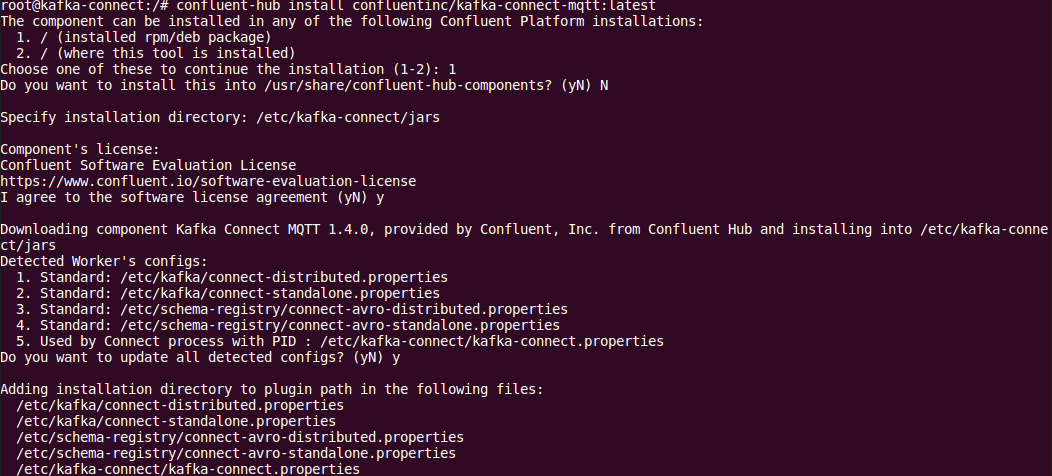 root@kafka-connect:/# confluent-hub install confluentinc/kafka-connect-mqtt:latest
The component can be installed in any of the following Confluent Platform installations:
  1. / (installed rpm/deb package)
  2. / (where this tool is installed)
Choose one of these to continue the installation (1-2): 1
Do you want to install this into /usr/share/confluent-hub-components? (yN) N

Specify installation directory: /etc/kafka-connect/jars

Component's license:
Confluent Software Evaluation License
https://www.confluent.io/software-evaluation-license
I agree to the software license agreement (yN) y

Downloading component Kafka Connect MQTT 1.4.0, provided by Confluent, Inc. from Confluent Hub and installing into /etc/kafka-conne
ct/jars
Detected Worker's configs:
  1. Standard: /etc/kafka/connect-distributed.properties
  2. Standard: /etc/kafka/connect-standalone.properties
  3. Standard: /etc/schema-registry/connect-avro-distributed.properties
  4. Standard: /etc/schema-registry/connect-avro-standalone.properties
  5. Used by Connect process with PID : /etc/kafka-connect/kafka-connect.properties
Do you want to update all detected configs? (yN) y

Adding installation directory to plugin path in the following files:
  /etc/kafka/connect-distributed.properties
  /etc/kafka/connect-standalone.properties
  /etc/schema-registry/connect-avro-distributed.properties
  /etc/schema-registry/connect-avro-standalone.properties
  /etc/kafka-connect/kafka-connect.properties